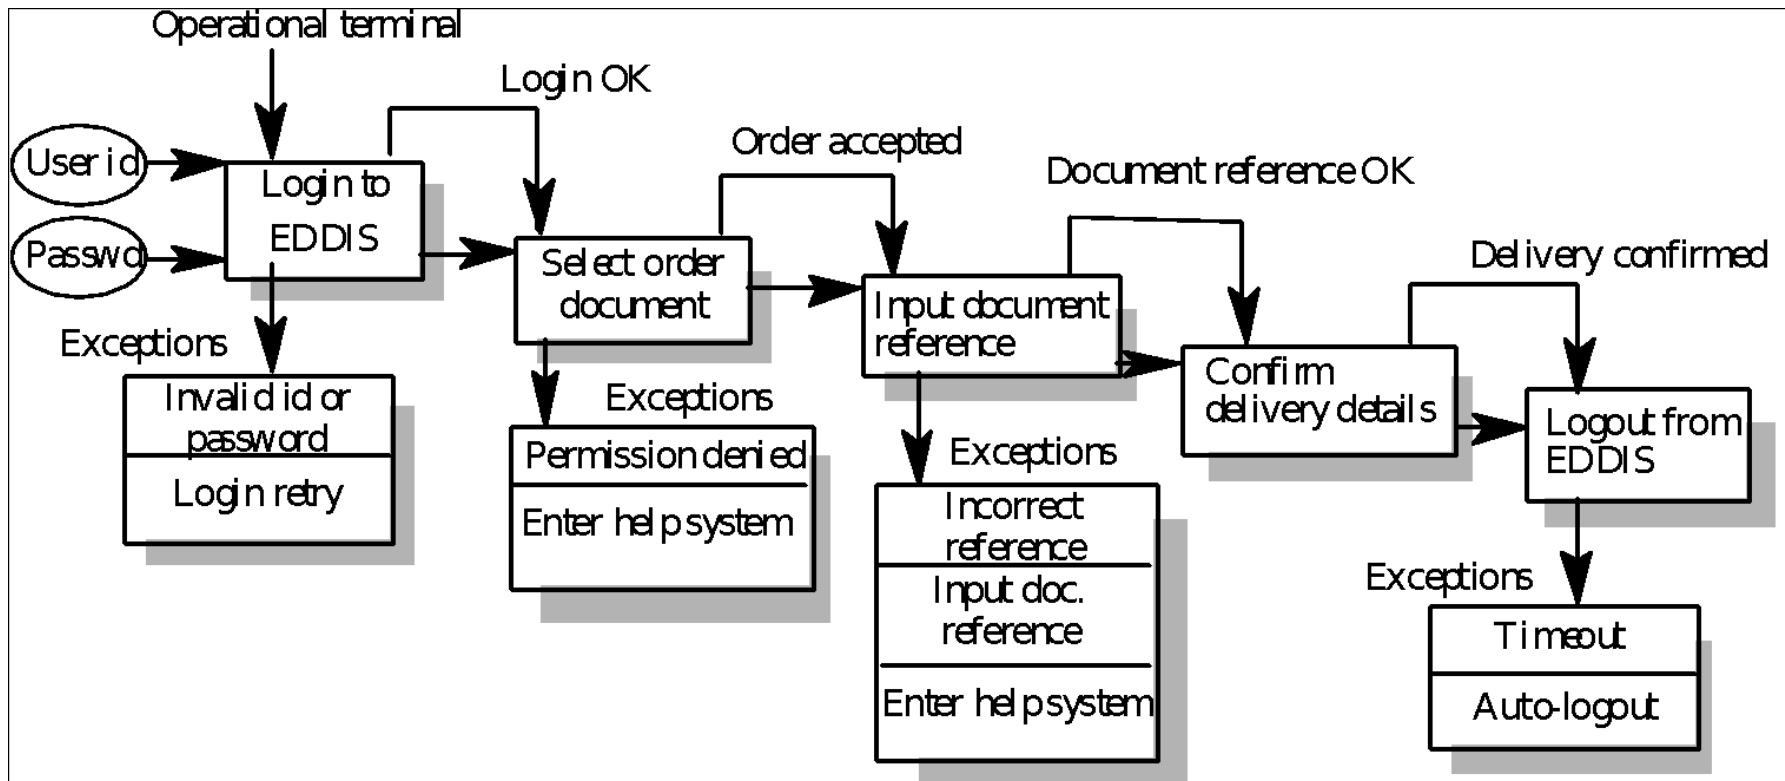 Operational terminal
Login OK
User id
Login to
EDDIS
Order accepted
Document reference OK
Passwd
Select order
document
Delivery confirmed
Input document
reference
Exceptions
Confirm
delivery details
Invalid id or
password
Exceptions
Logout from
EDDIS
Login retry
Permission denied
Exceptions
Enter help system
Incorrect
reference
Exceptions
Input doc.
reference
Timeout
Enter help system
Auto-logout